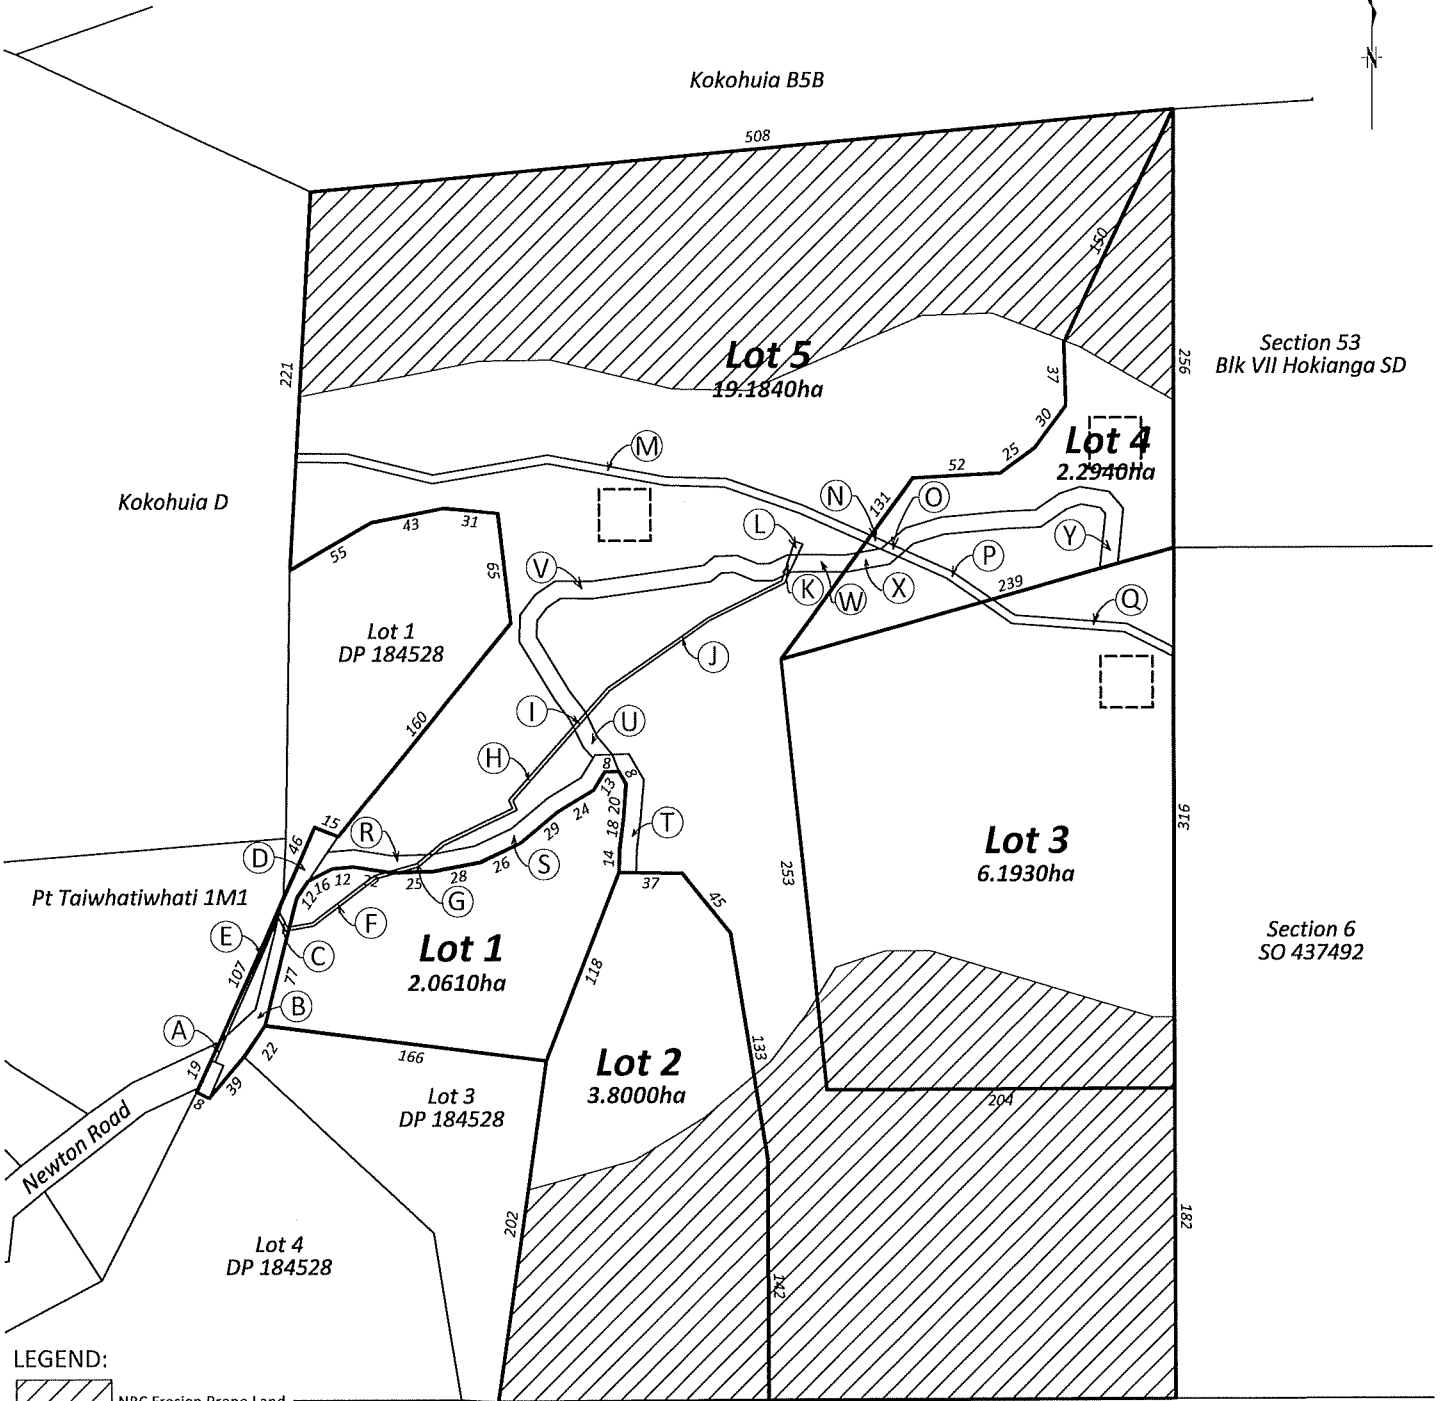 N
Kokohuia B5B
508
150
221
Lot 5
19.1840ha
256
Section 53
Blk VII Hokianga SD
37
30
25
52
Lot 4
2.2940ha
M
Kokohuia D
31
43
55
65
N
131
O
L
Y
P
V
K
W
X
239
Q
Lot 1
DP 184528
J
160
I
U
H
8
8
13
20
24
15
46
R
29
18
T
316
Lot 3
6.1930ha
D
S
14
26
253
12
16
12
22
25
28
37
45
G
Pt Taiwhatiwhati 1M1
F
E
C
Lot 1
2.0610ha
118
107
77
Section 6
SO 437492
B
A
22
166
133
19
39
8
Lot 2
3.8000ha
Lot 3
DP 184528
204
Newton Road
202
182
Lot 4
DP 184528
142
LEGEND:
NRC Erosion Prone Land